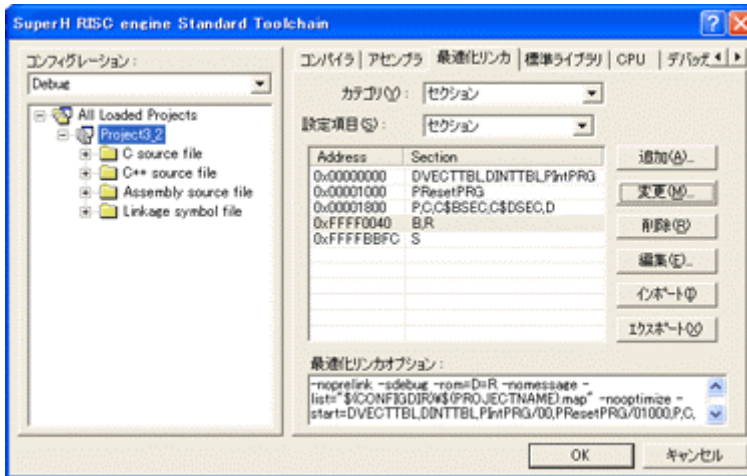 SuperH RISC engine Standard Toolchain
コンフィグレーション :
Debug
All Loaded Projects
Project3_2
C source file
C++ source file
Assembly source file
Linkage symbol file
コンパイラ アセンブラ 最適化リンカ 標準ライブラリ CPU デバッガ
カテゴリ(Y) : セクション
設定項目(S) : セクション
Address Section
0x00000000 DVECTTBL,DINTTBL,PIntPRG
0x00001000 PResetPRG
0x00001800 P,C,C$BSEC,C$DSEC,D
0xFFFF0040 B,R
0xFFFFBBFC S
追加(A)...
変更(M)...
削除(R)
編集(E)...
インポート(I)
エクスポート(X)
最適化リンカオプション :
-noprelink -sdebug -rom=D=R -nomessage -
list="$(CONFIGDIR)¥$(PROJECTNAME).map" -nooptimize -
start=DVECTTBL,DINTTBL,PIntPRG/00,PResetPRG/01000,P,C,
OK キャンセル